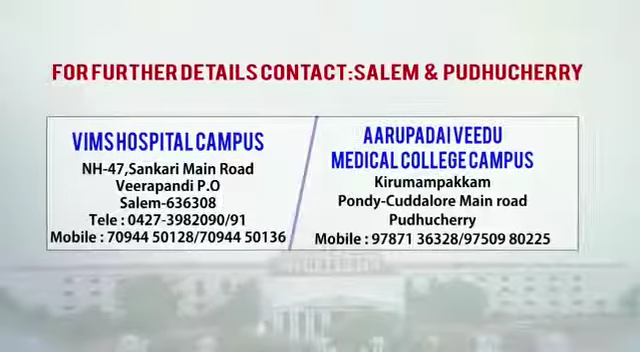 FOR FURTHER DETAILS CONTACT:SALEM & PUDHUCHERRY
VIMS HOSPITAL CAMPUS
NH-47,Sankari Main Road
Veerapandi P.O
Salem-636308
Tele : 0427-3982090/91
Mobile : 70944 50128/70944 50136
AARUPADAI VEEDU
MEDICAL COLLEGE CAMPUS
Kirumampakkam
Pondy-Cuddalore Main road
Pudhucherry
Mobile : 97871 36328/97509 80225